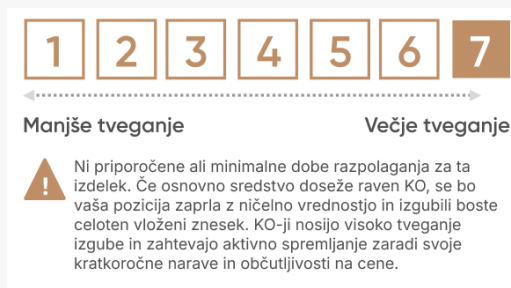 1 2 3 4 5 6 7
Manjše tveganje Večje tveganje
! Ni priporočene ali minimalne dobe razpolaganja za ta
izdelek. Če osnovno sredstvo doseže raven KO, se bo
vaša pozicija zaprla z ničelno vrednostjo in izgubili boste
celoten vloženi znesek. KO-ji nosijo visoko tveganje
izgube in zahtevajo aktivno spremljanje zaradi svoje
kratkoročne narave in občutljivosti na cene.